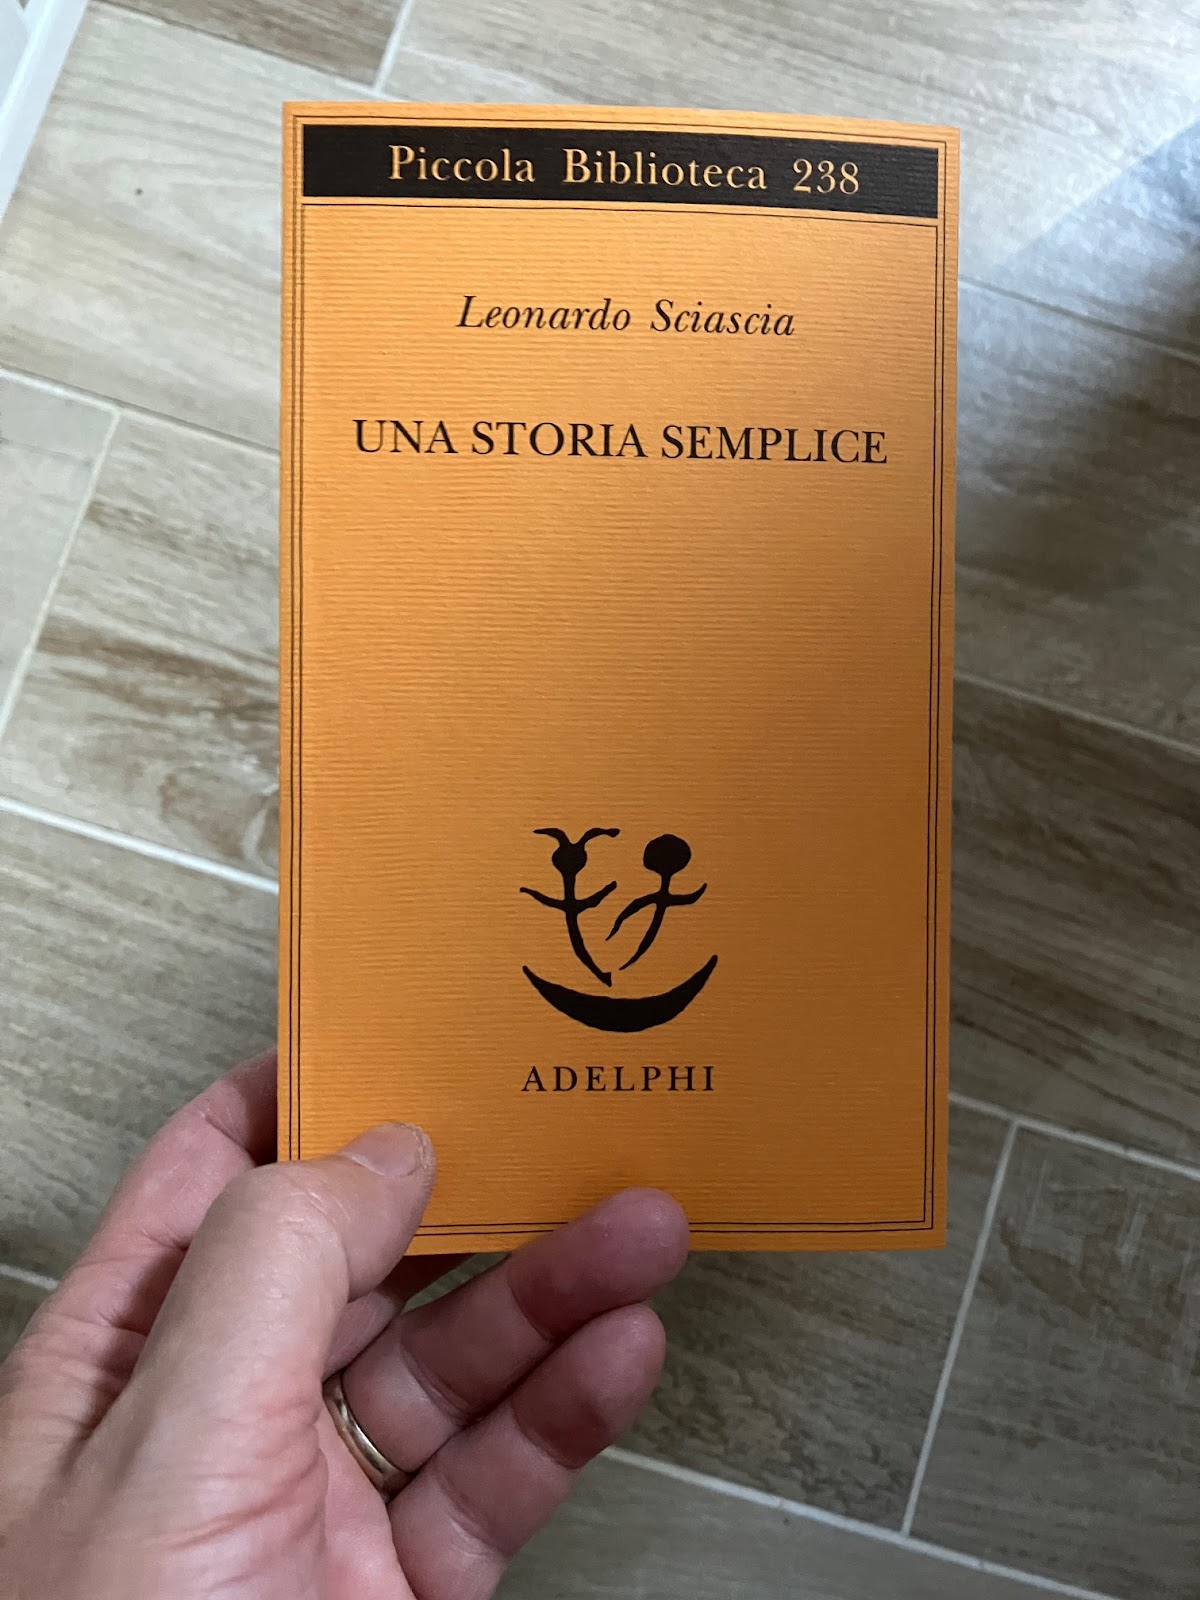 Piccola Biblioteca 238
Leonardo Sciascia
UNA STORIA SEMPLICE
ADELPHI